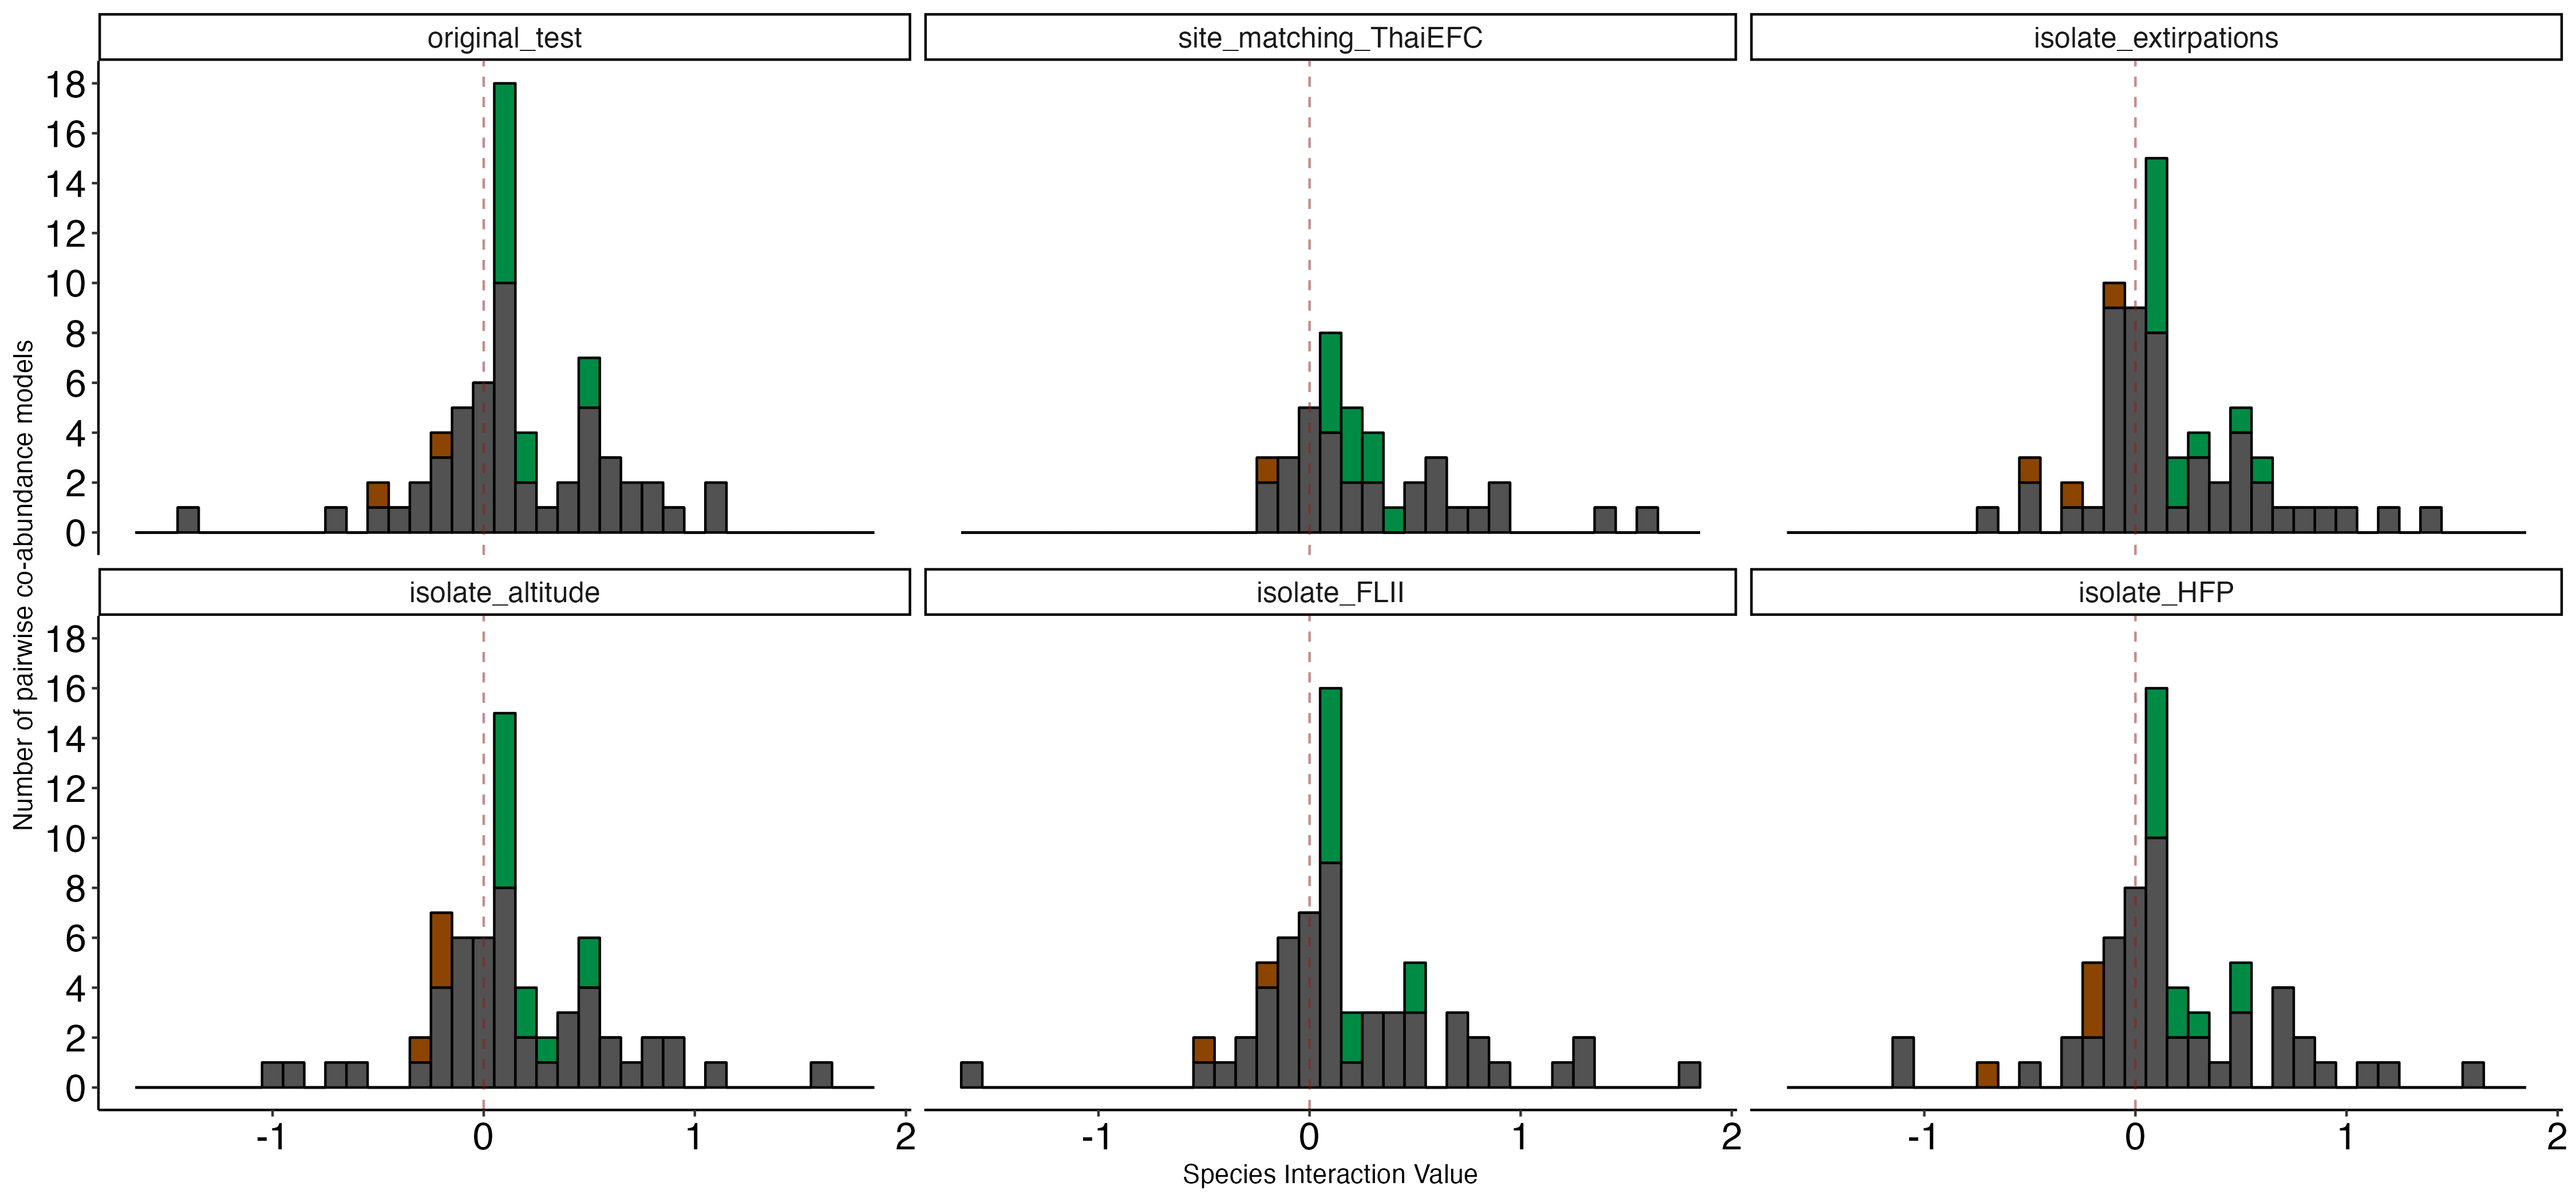 original_test
site_matching_ThaiEFC
isolate_extirpations
18
16
14
12
10
8
6
4
2
0
Number of pairwise co-abundance models
isolate_altitude
isolate_FLII
isolate_HFP
18
16
14
12
10
8
6
4
2
0
-1 0 1 2
-1 0 1 2
-1 0 1 2
Species Interaction Value